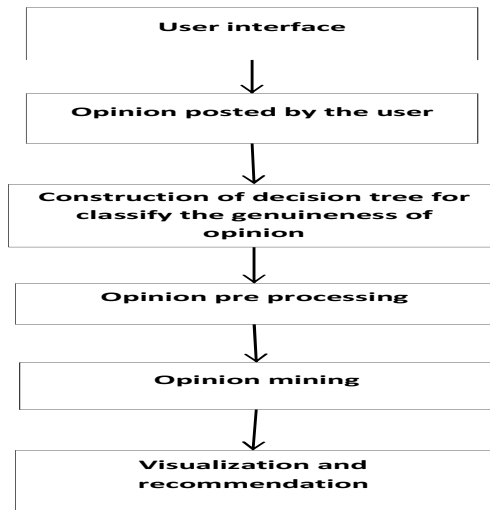 User interface
Opinion posted by the user
Construction of decision tree for
classify the genuineness of
opinion
Opinion pre processing
Opinion mining
Visualization and
recommendation